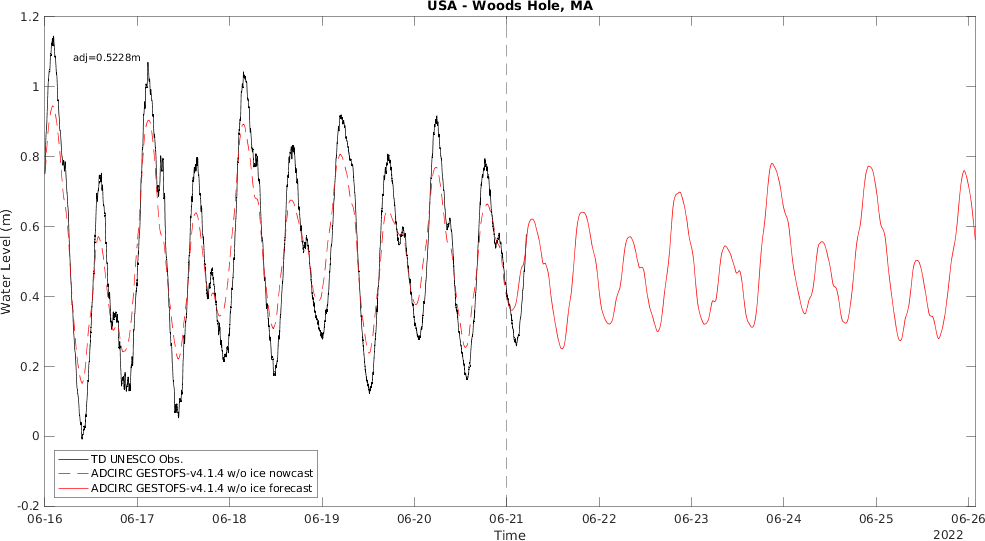 USA - Woods Hole, MA
adj=0.5228m
1.2
1
0.8
0.6
0.4
0.2
0
-0.2
Water Level (m)
TD UNESCO Obs.
ADCIRC GESTOFS-v4.1.4 w/o ice nowcast
ADCIRC GESTOFS-v4.1.4 w/o ice forecast
06-16 06-17 06-18 06-19 06-20 06-21 06-22 06-23 06-24 06-25 06-26
Time
2022